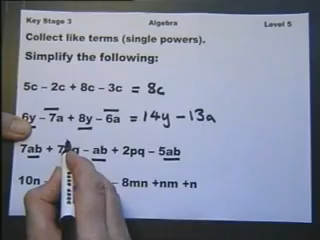 Key Stage 3 Algebra Level 5
Collect like terms (single powers).
Simplify the following:
5c – 2c + 8c – 3c = 8c
6y – 7a + 8y – 6a = 14y – 13a
7ab + 7 q – ab + 2pq – 5ab
10n – 8mn +nm +n